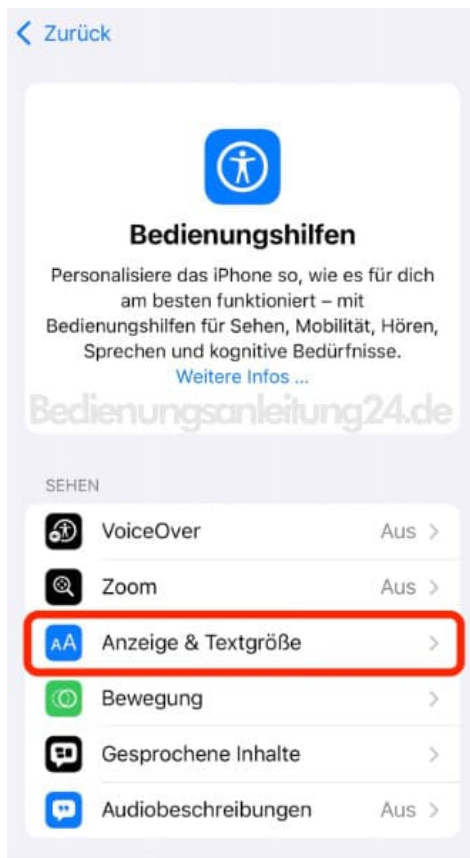 Zurück
Bedienungshilfen
Personalisiere das iPhone so, wie es für dich
am besten funktioniert – mit
Bedienungshilfen für Sehen, Mobilität, Hören,
Sprechen und kognitive Bedürfnisse.
Weitere Infos ...
Bedienungsanleitung24.de
SEHEN
VoiceOver Aus
Zoom Aus
AA Anzeige & Textgröße
Bewegung
Gesprochene Inhalte
Audiobeschreibungen Aus